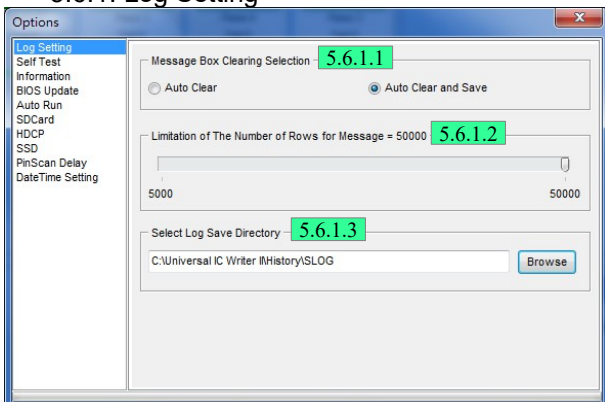 5.6.1. Log Setting
Options
Log Setting
Self Test
Information
BIOS Update
Auto Run
SDCard
HDCP
SSD
PinScan Delay
DateTime Setting
Message Box Clearing Selection 5.6.1.1
Auto Clear
Auto Clear and Save
Limitation of The Number of Rows for Message = 50000 5.6.1.2
5000
50000
Select Log Save Directory 5.6.1.3
C:\Universal IC Writer II\History\SLOG
Browse